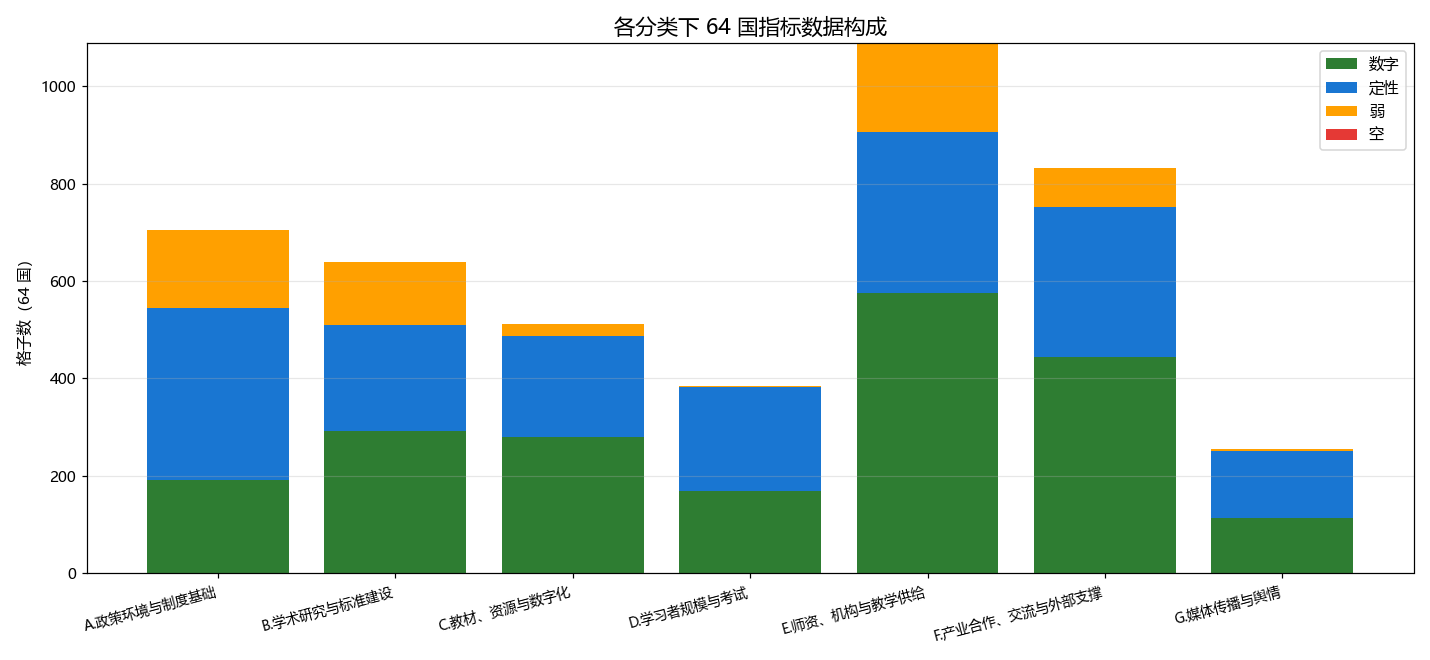 各分类下 64 国指标数据构成
数字
定性
弱
空
格子数（64 国）
1000
800
600
400
200
0
A.政策环境与制度基础
B.学术研究与标准建设
C.教材、资源与数字化
D.学习者规模与考试
E.师资、机构与教学供给
F.产业合作、交流与外部支撑
G.媒体传播与舆情